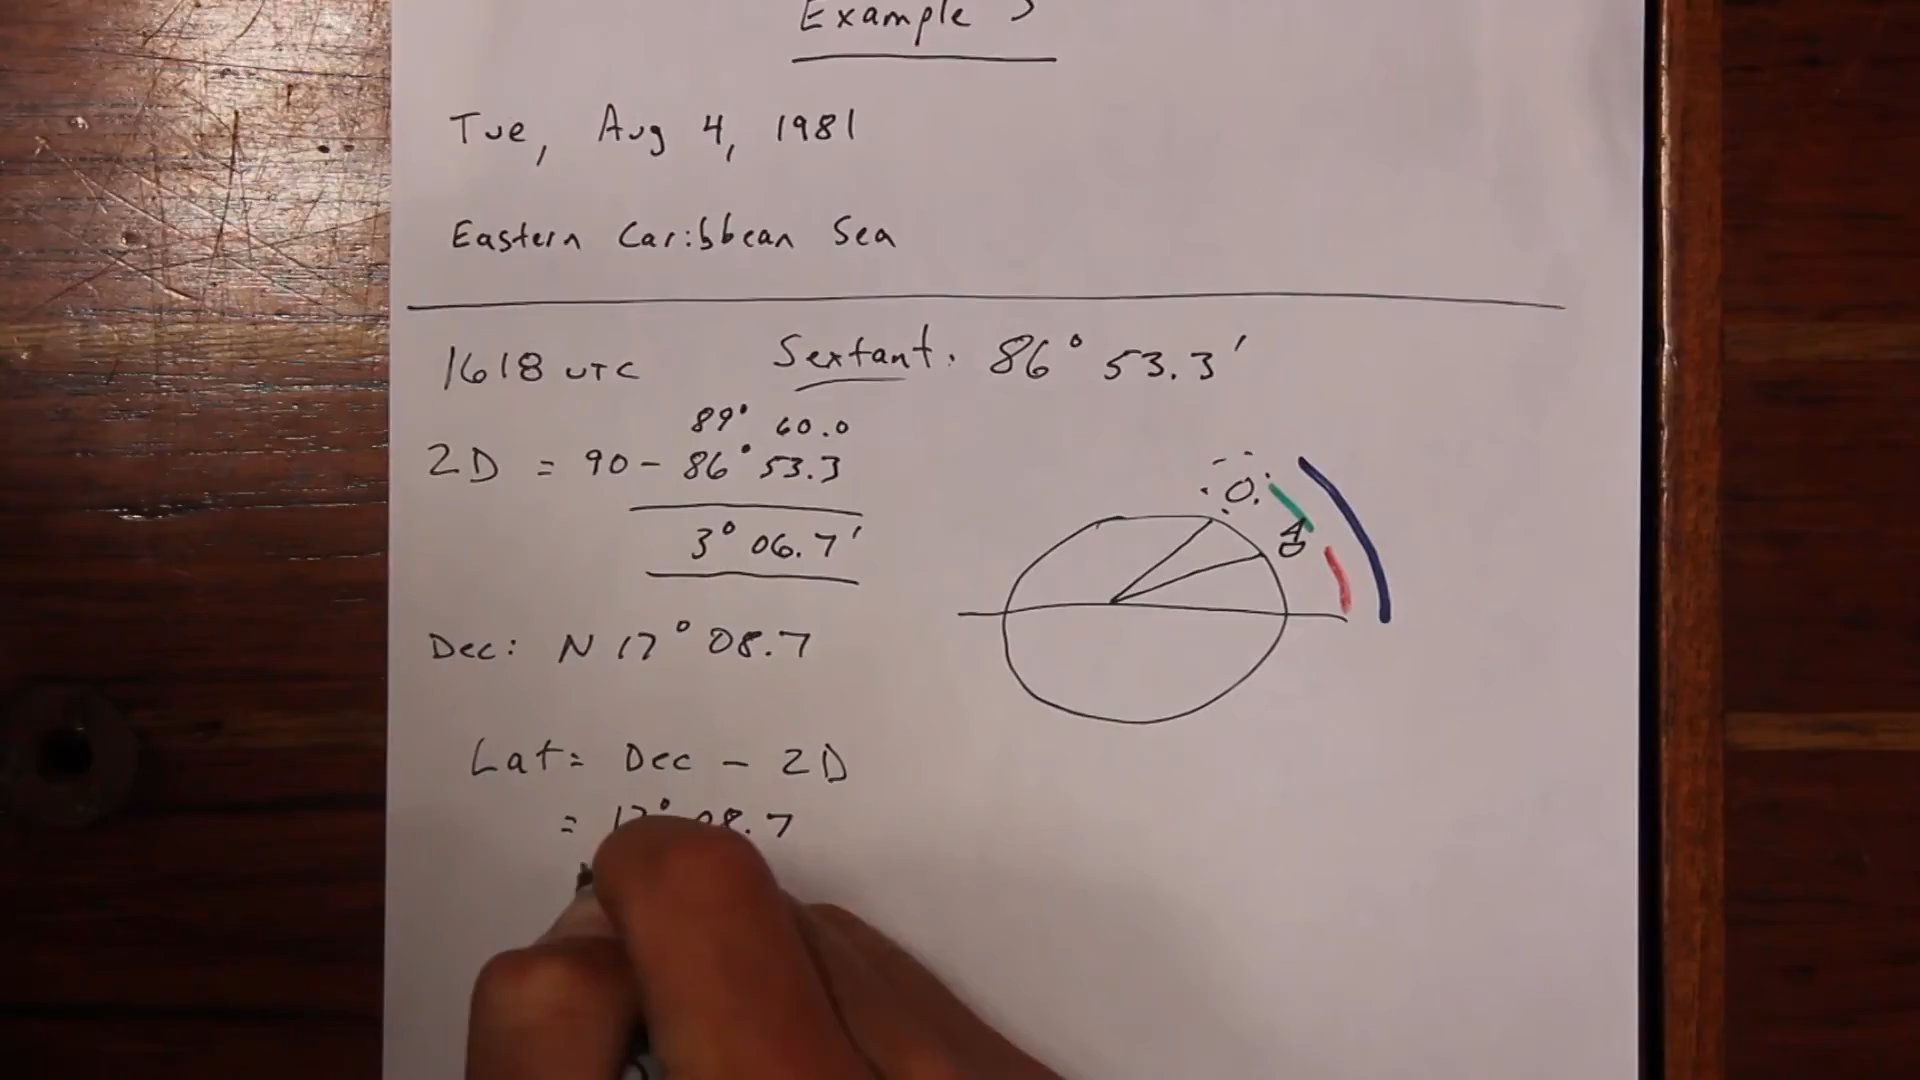 Example
Tue, Aug 4, 1981
Eastern Caribbean Sea
1618 UTC Sextant. 86° 53.3'
89° 60.0
ZD = 90 - 86° 53.3
3° 06.7'
Dec: N 17° 08.7
Lat = Dec - ZD
= 17° 08.7